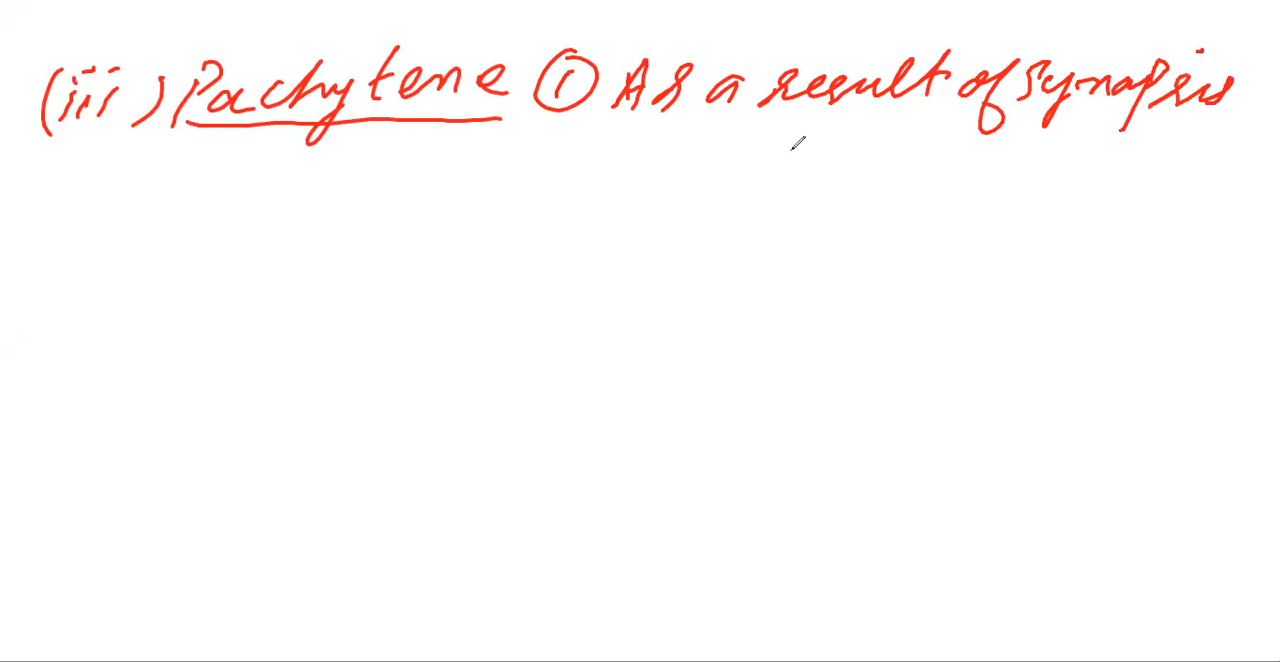 (iii) Pachytene ① As a result of synapsis